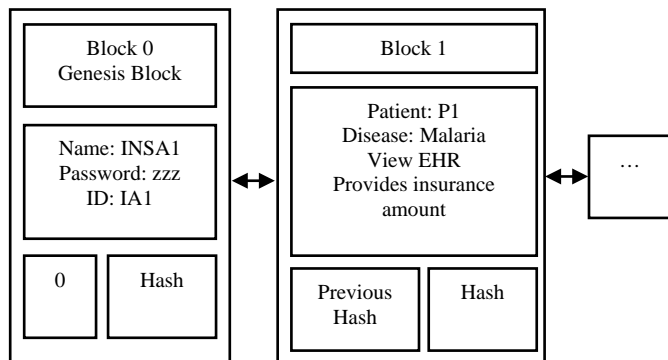 Block 0
Genesis Block
Name: INSA1
Password: zzz
ID: IA1
0
Hash
Block 1
Patient: P1
Disease: Malaria
View EHR
Provides insurance
amount
Previous
Hash
Hash
…